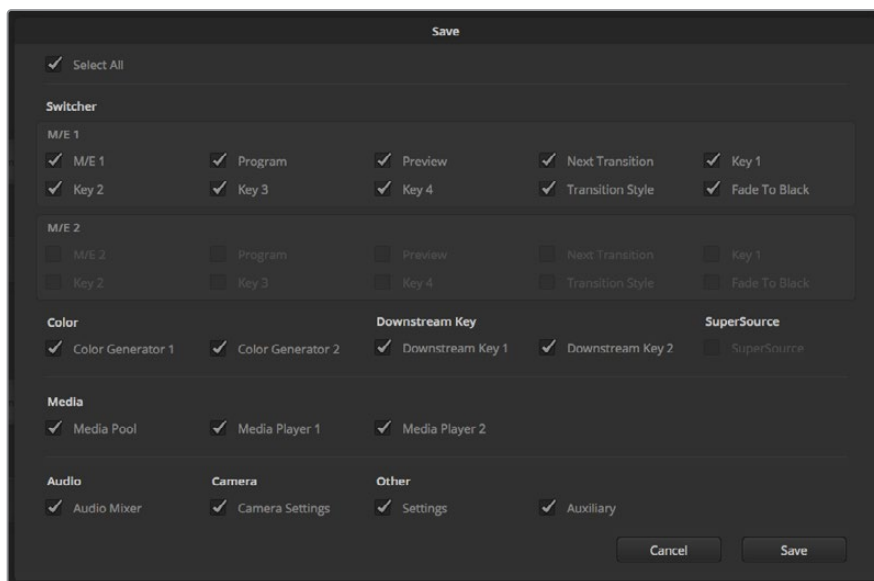 Save
Select All
Switcher
M/E 1
M/E 1 Program Preview Next Transition Key 1
Key 2 Key 3 Key 4 Transition Style Fade To Black
M/E 2
M/E 2 Program Preview Next Transition Key 1
Key 2 Key 3 Key 4 Transition Style Fade To Black
Color Downstream Key SuperSource
Color Generator 1 Color Generator 2 Downstream Key 1 Downstream Key 2 SuperSource
Media
Media Pool Media Player 1 Media Player 2
Audio Camera Other
Audio Mixer Camera Settings Settings Auxiliary
Cancel Save